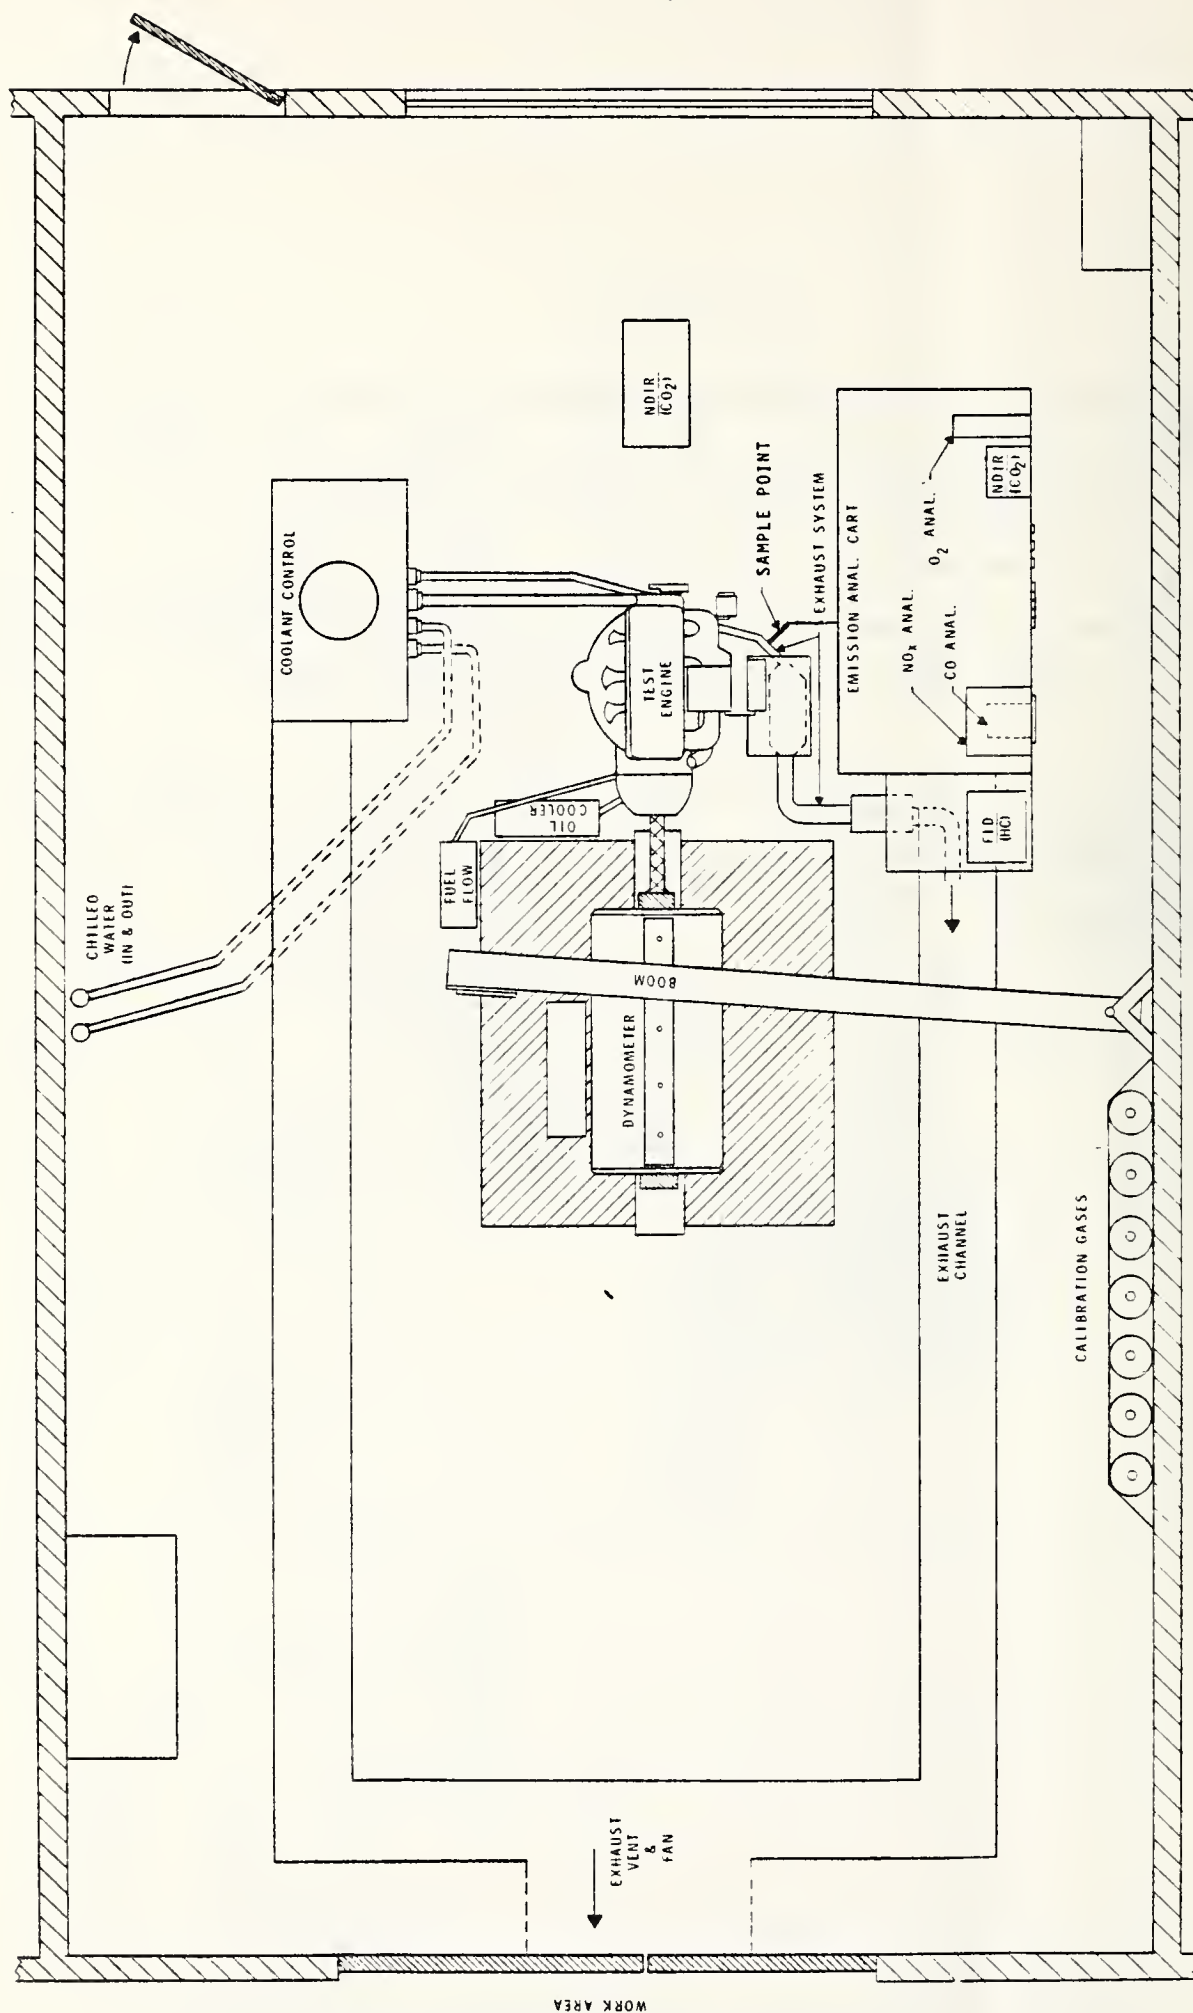 CHILLED
WATER
(IN & OUT)
COOLANT CONTROL
NDIR
(CO2)
SAMPLE POINT
EXHAUST SYSTEM
EMISSION ANAL. CART
NOx ANAL.
CO ANAL.
O2 ANAL.
NDIR
(CO2)
FID
(HC)
TEST
ENGINE
OIL
COOLER
FUEL
FLOW
BOOM
DYNAMOMETER
EXHAUST
CHANNEL
CALIBRATION GASES
EXHAUST
VENT
&
FAN
WORK AREA